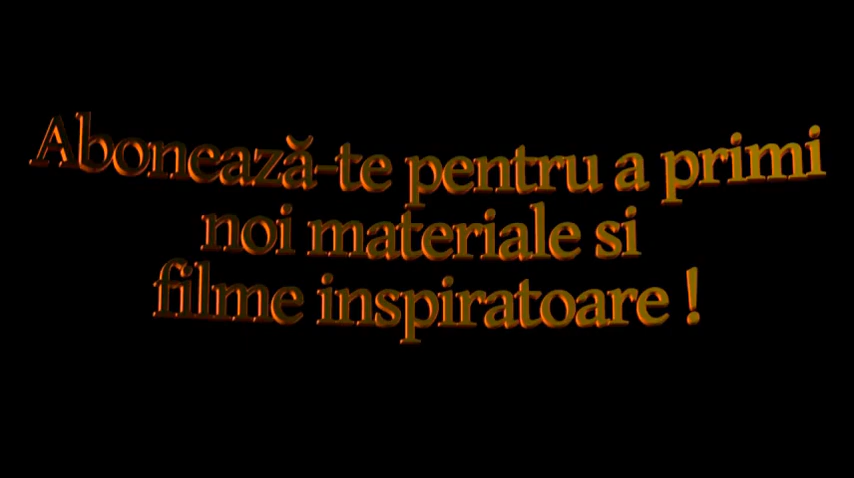 Abonează-te pentru a primi
noi materiale si
filme inspiratoare !